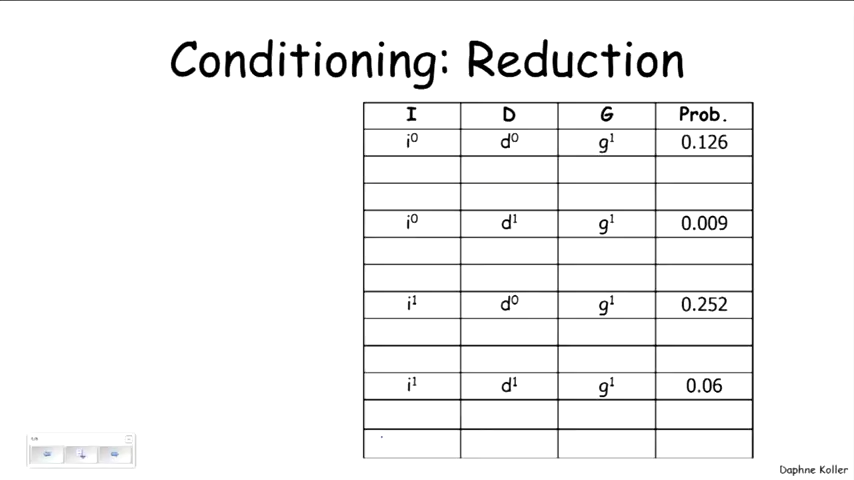 Conditioning: Reduction
I D G Prob.
i⁰ d⁰ g¹ 0.126
i⁰ d¹ g¹ 0.009
i¹ d⁰ g¹ 0.252
i¹ d¹ g¹ 0.06
Daphne Koller